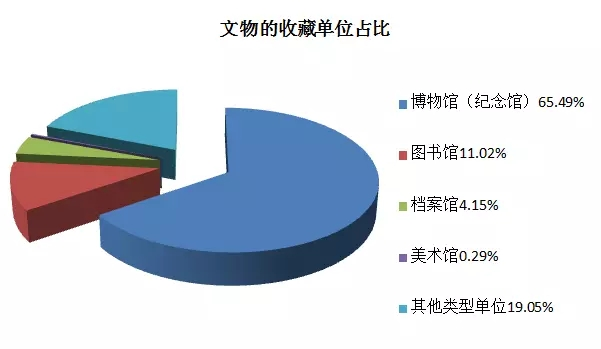 文物的收藏单位占比
博物馆（纪念馆）65.49%
图书馆11.02%
档案馆4.15%
美术馆0.29%
其他类型单位19.05%